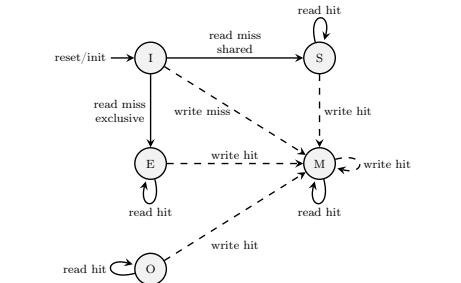 read hit
read miss
shared
reset/init
I
S
read miss
exclusive
write miss
write hit
write hit
E
M
write hit
read hit
read hit
write hit
read hit
O